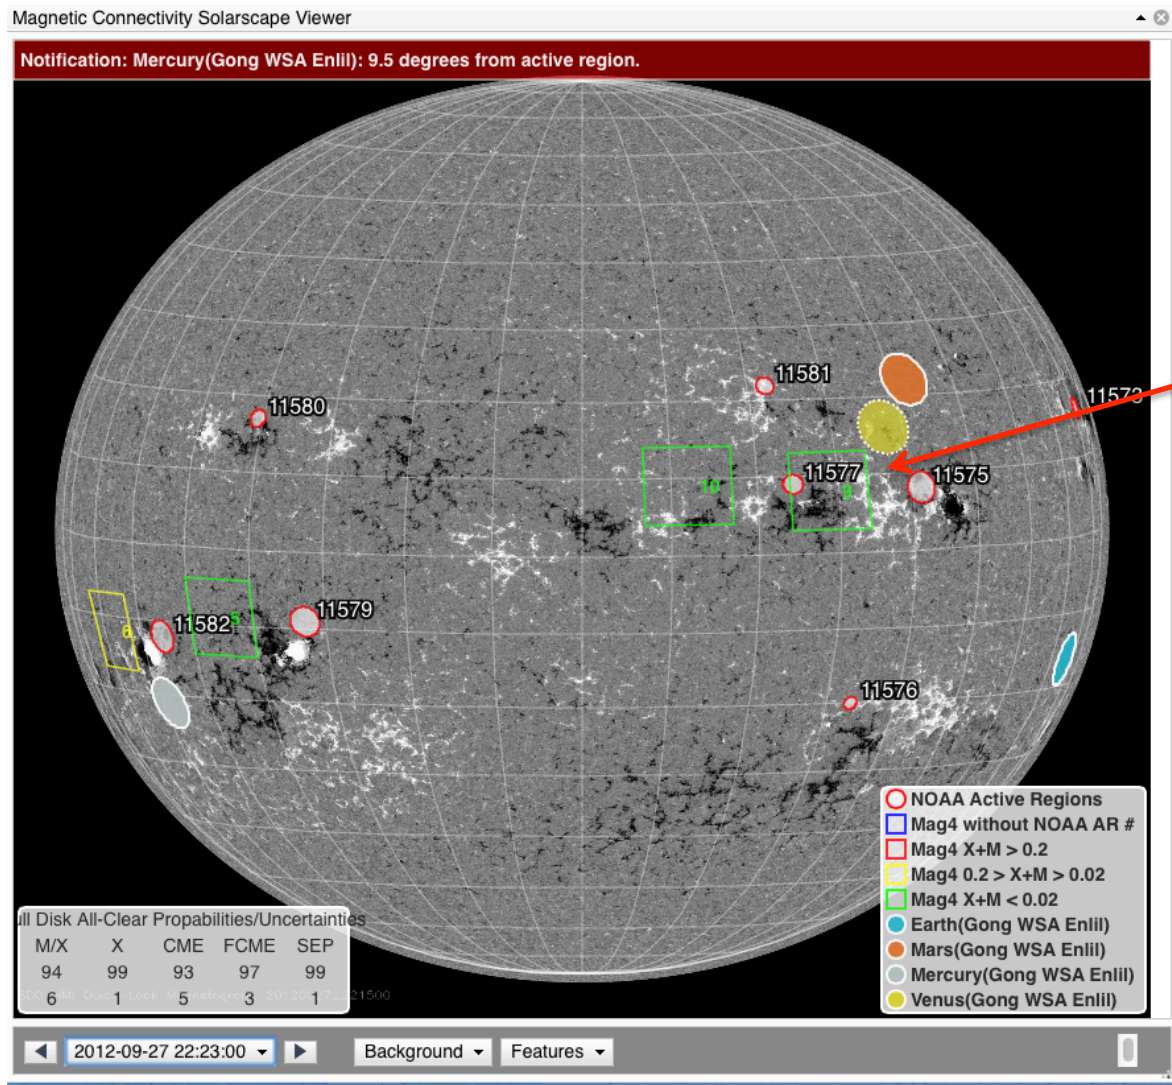 Magnetic Connectivity Solarscape Viewer
Notification: Mercury(Gong WSA Enlil): 9.5 degrees from active region.
11581
11573
11580
11577
11575
10
9
11579
11582
5
6
11576
NOAA Active Regions
Mag4 without NOAA AR #
Mag4 X+M > 0.2
Mag4 0.2 > X+M > 0.02
Mag4 X+M < 0.02
Earth(Gong WSA Enlil)
Mars(Gong WSA Enlil)
Mercury(Gong WSA Enlil)
Venus(Gong WSA Enlil)
ull Disk All-Clear Propabilities/Uncertainties
M/X X CME FCME SEP
94 99 93 97 99
6 1 5 3 1
2012-09-27 22:23:00
Background
Features